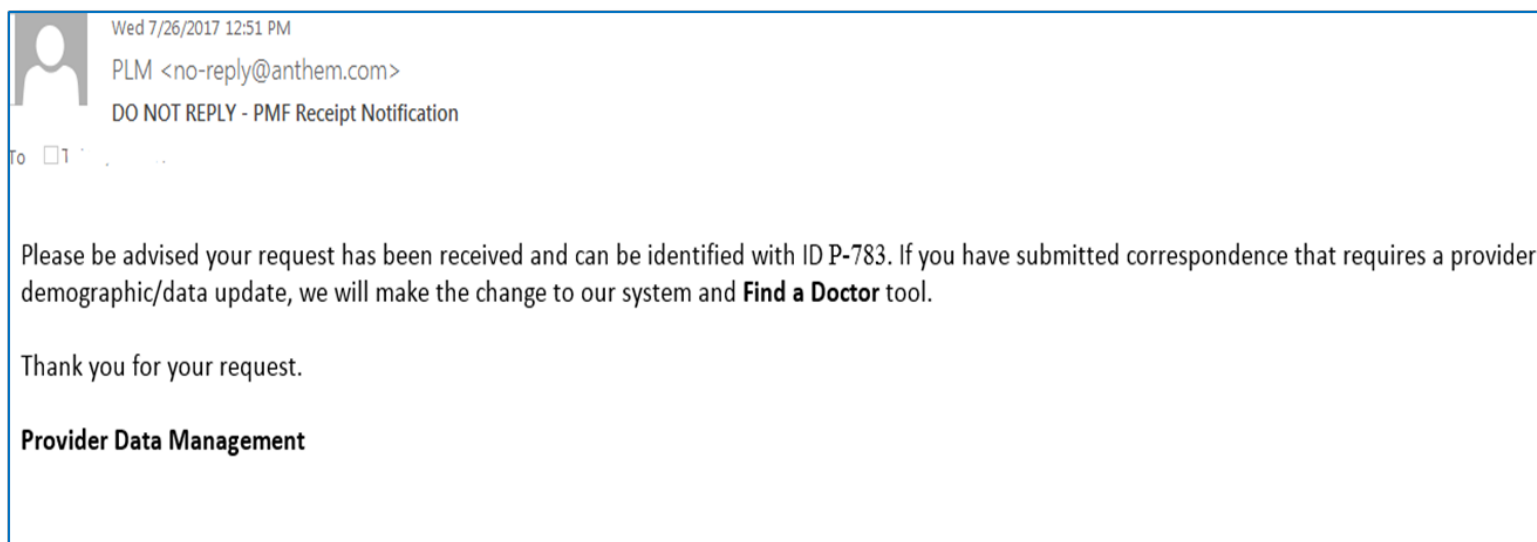 Wed 7/26/2017 12:51 PM
PLM <no-reply@anthem.com>
DO NOT REPLY - PMF Receipt Notification
To
Please be advised your request has been received and can be identified with ID P-783. If you have submitted correspondence that requires a provider
demographic/data update, we will make the change to our system and Find a Doctor tool.
Thank you for your request.
Provider Data Management